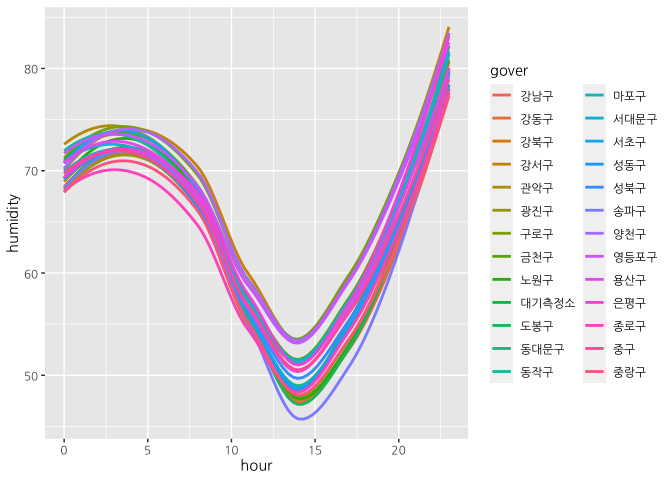 80
70
60
50
humidity
0
5
10
15
20
hour
gover
강남구
강동구
강북구
강서구
관악구
광진구
구로구
금천구
노원구
대기측정소
도봉구
동대문구
동작구
마포구
서대문구
서초구
성동구
성북구
송파구
양천구
영등포구
용산구
은평구
종로구
중구
중랑구